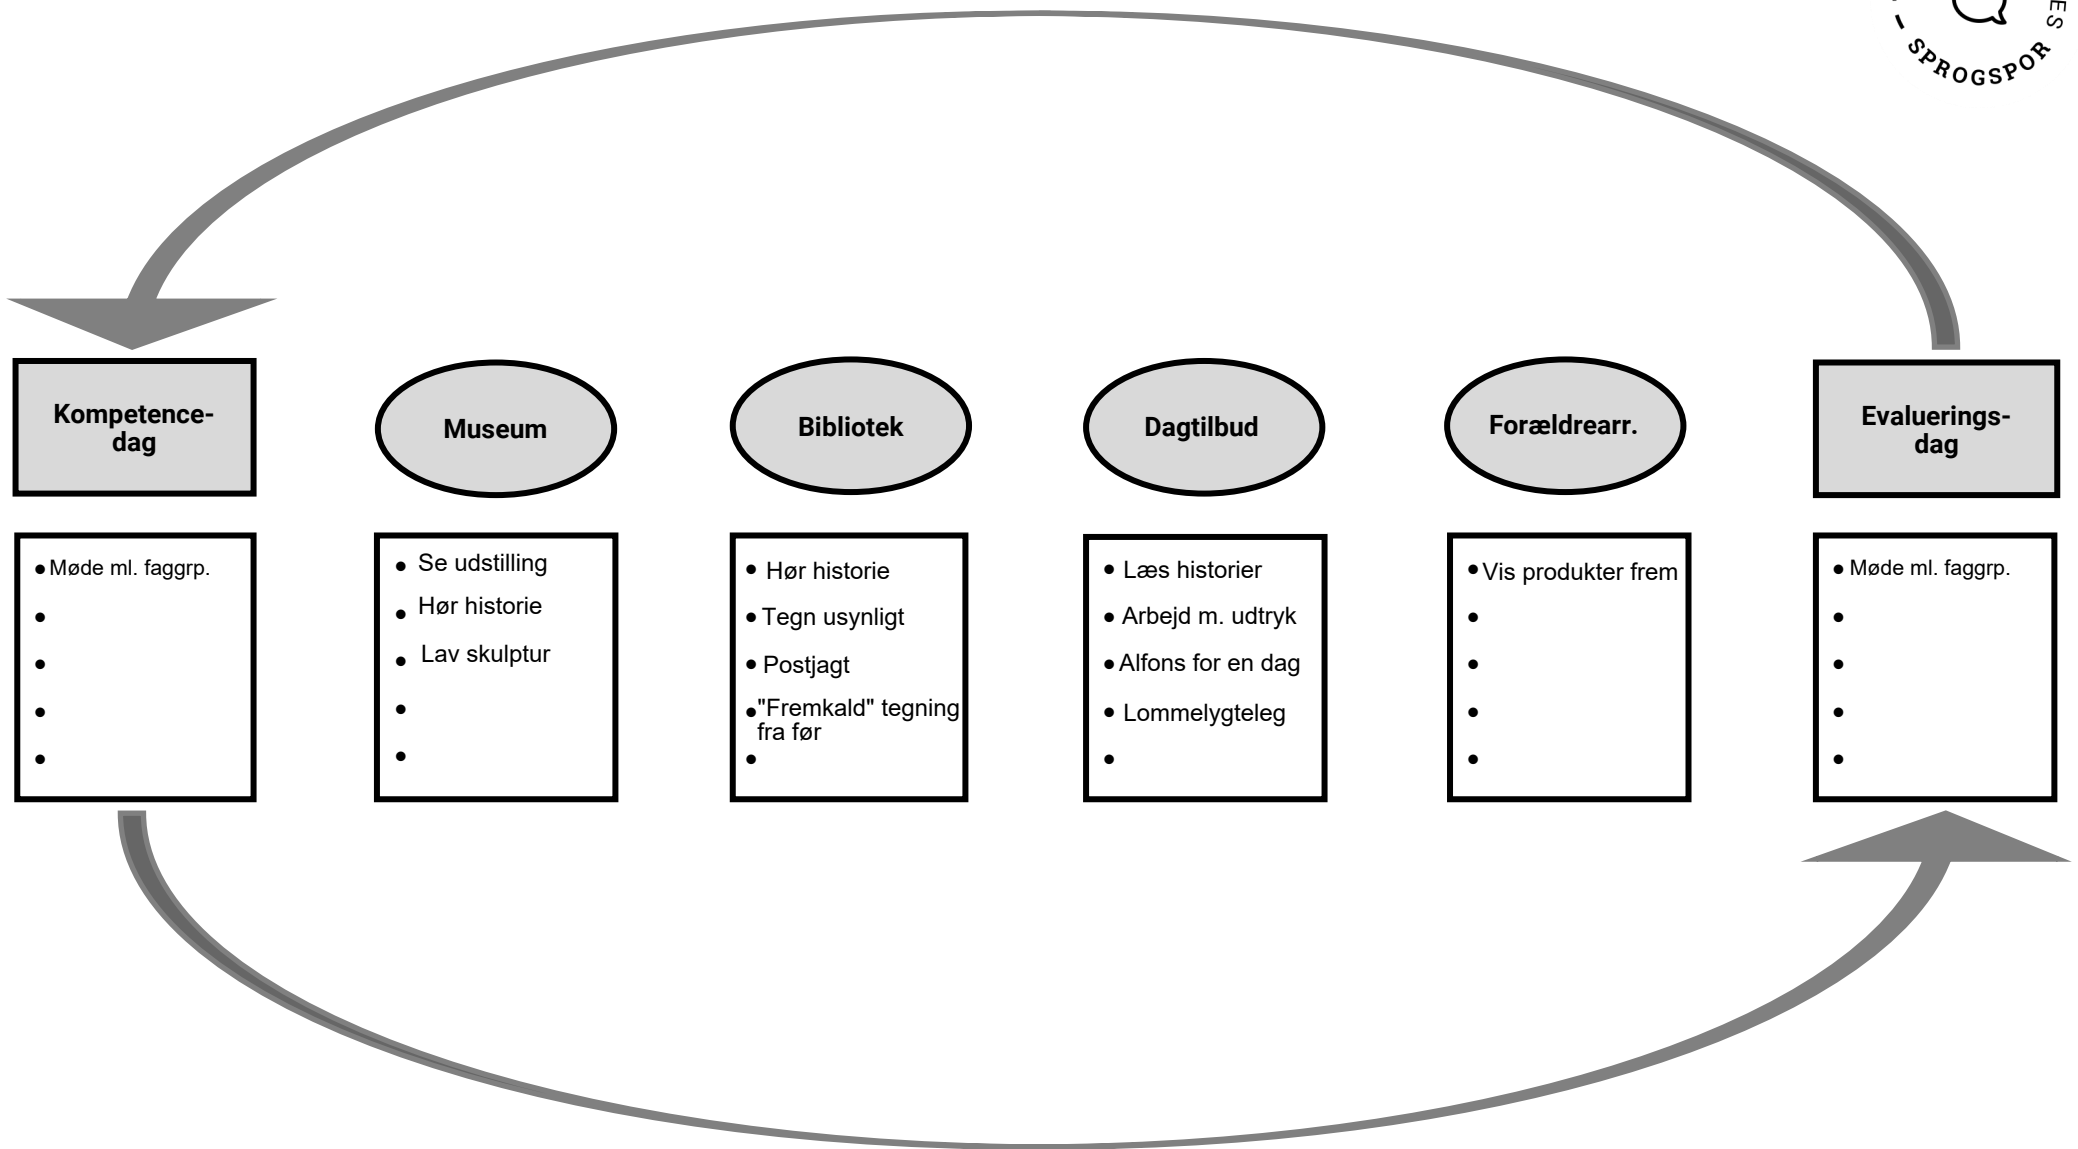 ES
– SPROGSPOR
Kompetence-
dag
Museum
Bibliotek
Dagtilbud
Forældrearr.
Evaluerings-
dag
• Møde ml. faggrp.
•
•
•
•
• Se udstilling
• Hør historie
• Lav skulptur
•
•
• Hør historie
• Tegn usynligt
• Postjagt
• "Fremkald" tegning
fra før
•
• Læs historier
• Arbejd m. udtryk
• Alfons for en dag
• Lommelygteleg
•
• Vis produkter frem
•
•
•
•
• Møde ml. faggrp.
•
•
•
•